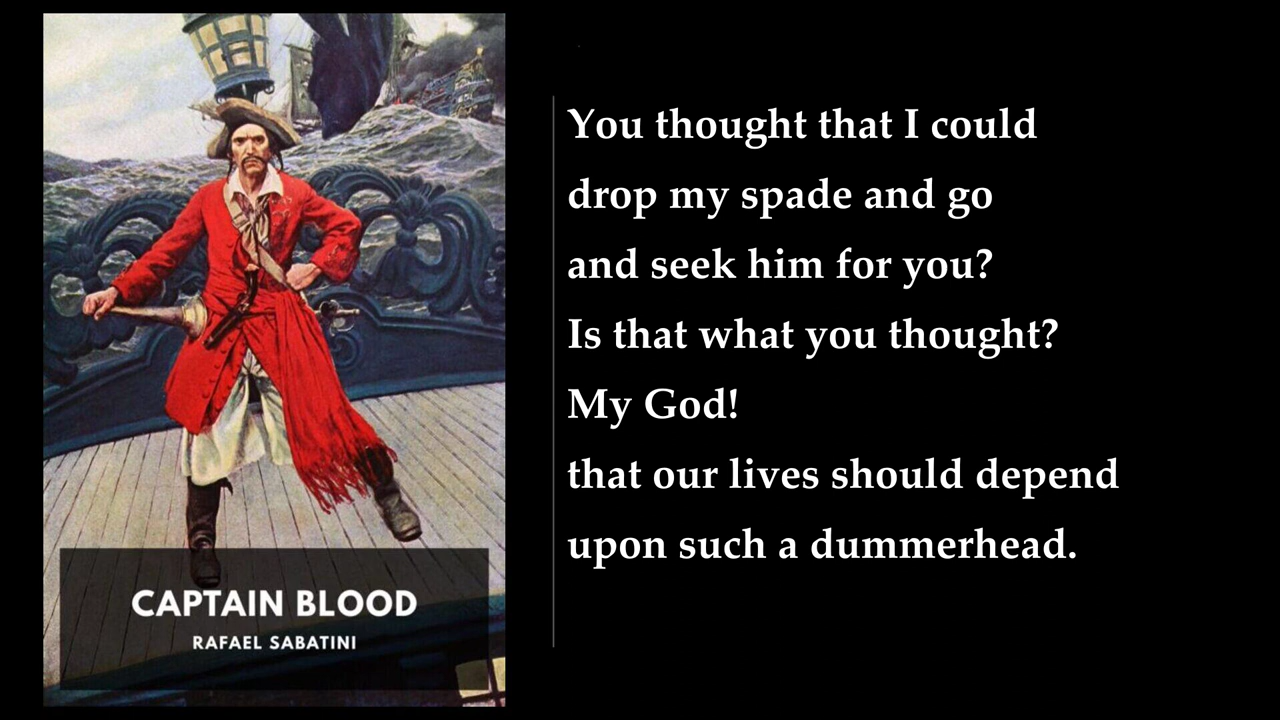 CAPTAIN BLOOD
RAFAEL SABATINI
You thought that I could
drop my spade and go
and seek him for you?
Is that what you thought?
My God!
that our lives should depend
upon such a dummerhead.